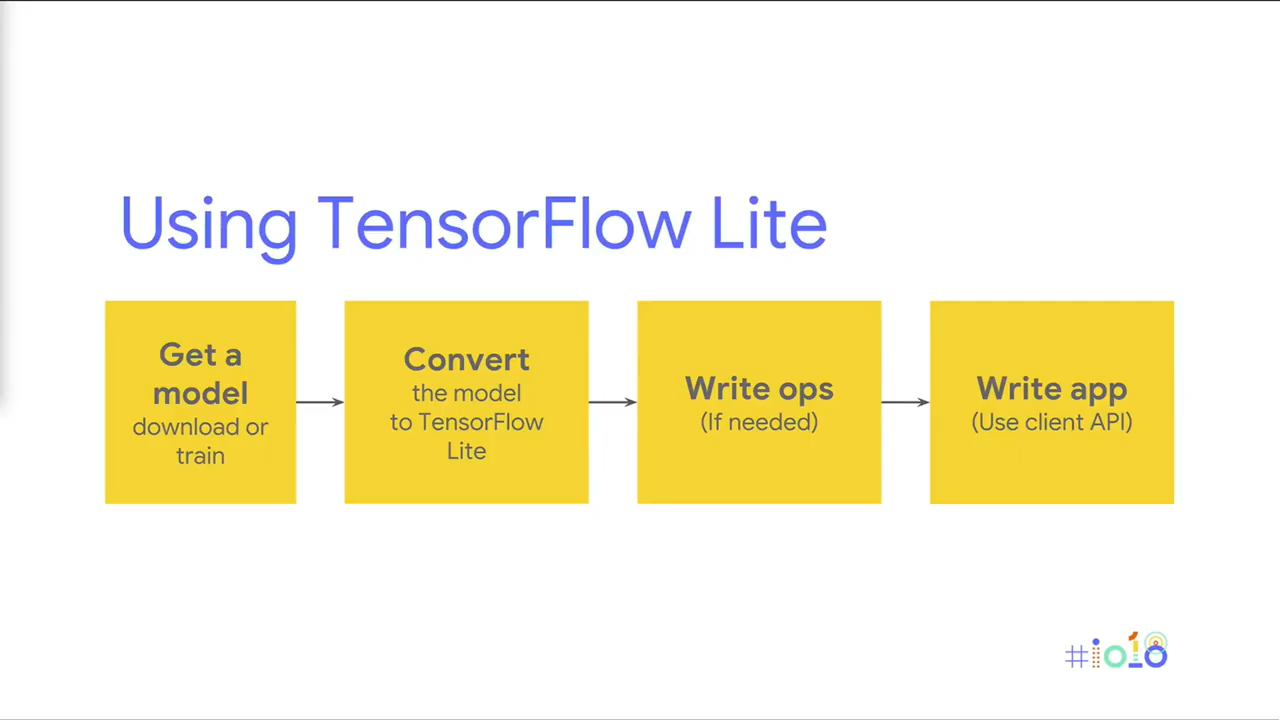 Using TensorFlow Lite
Get a
model
download or
train
Convert
the model
to TensorFlow
Lite
Write ops
(If needed)
Write app
(Use client API)
#io18